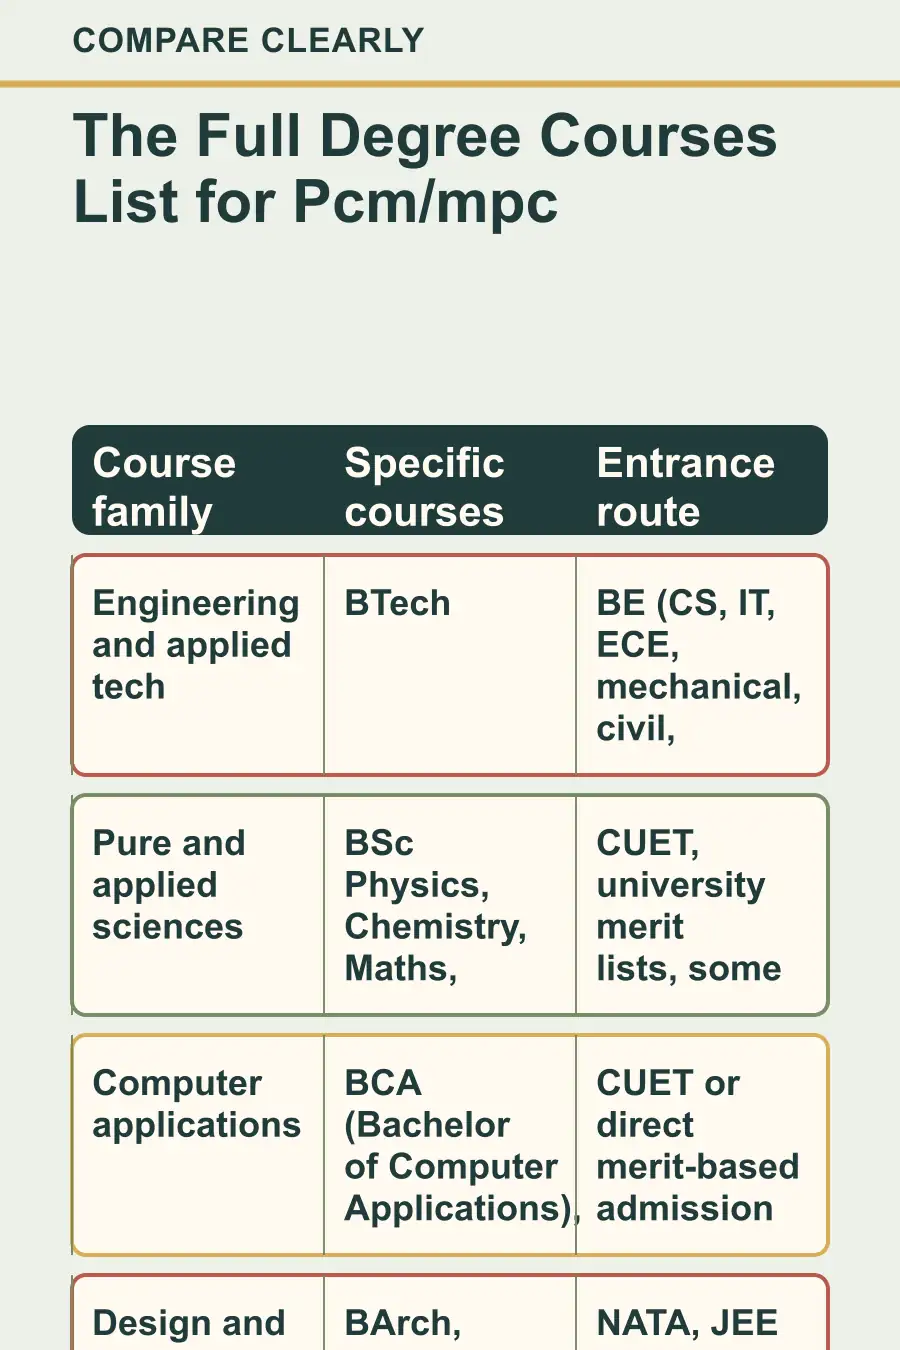 COMPARE CLEARLY
The Full Degree Courses
List for Pcm/mpc
Course family
Specific courses
Entrance route
Engineering and applied tech
BTech
BE (CS, IT, ECE, mechanical, civil,
Pure and applied sciences
BSc Physics, Chemistry, Maths,
CUET, university merit lists, some
Computer applications
BCA (Bachelor of Computer Applications),
CUET or direct merit-based admission
Design and
BArch,
NATA, JEE